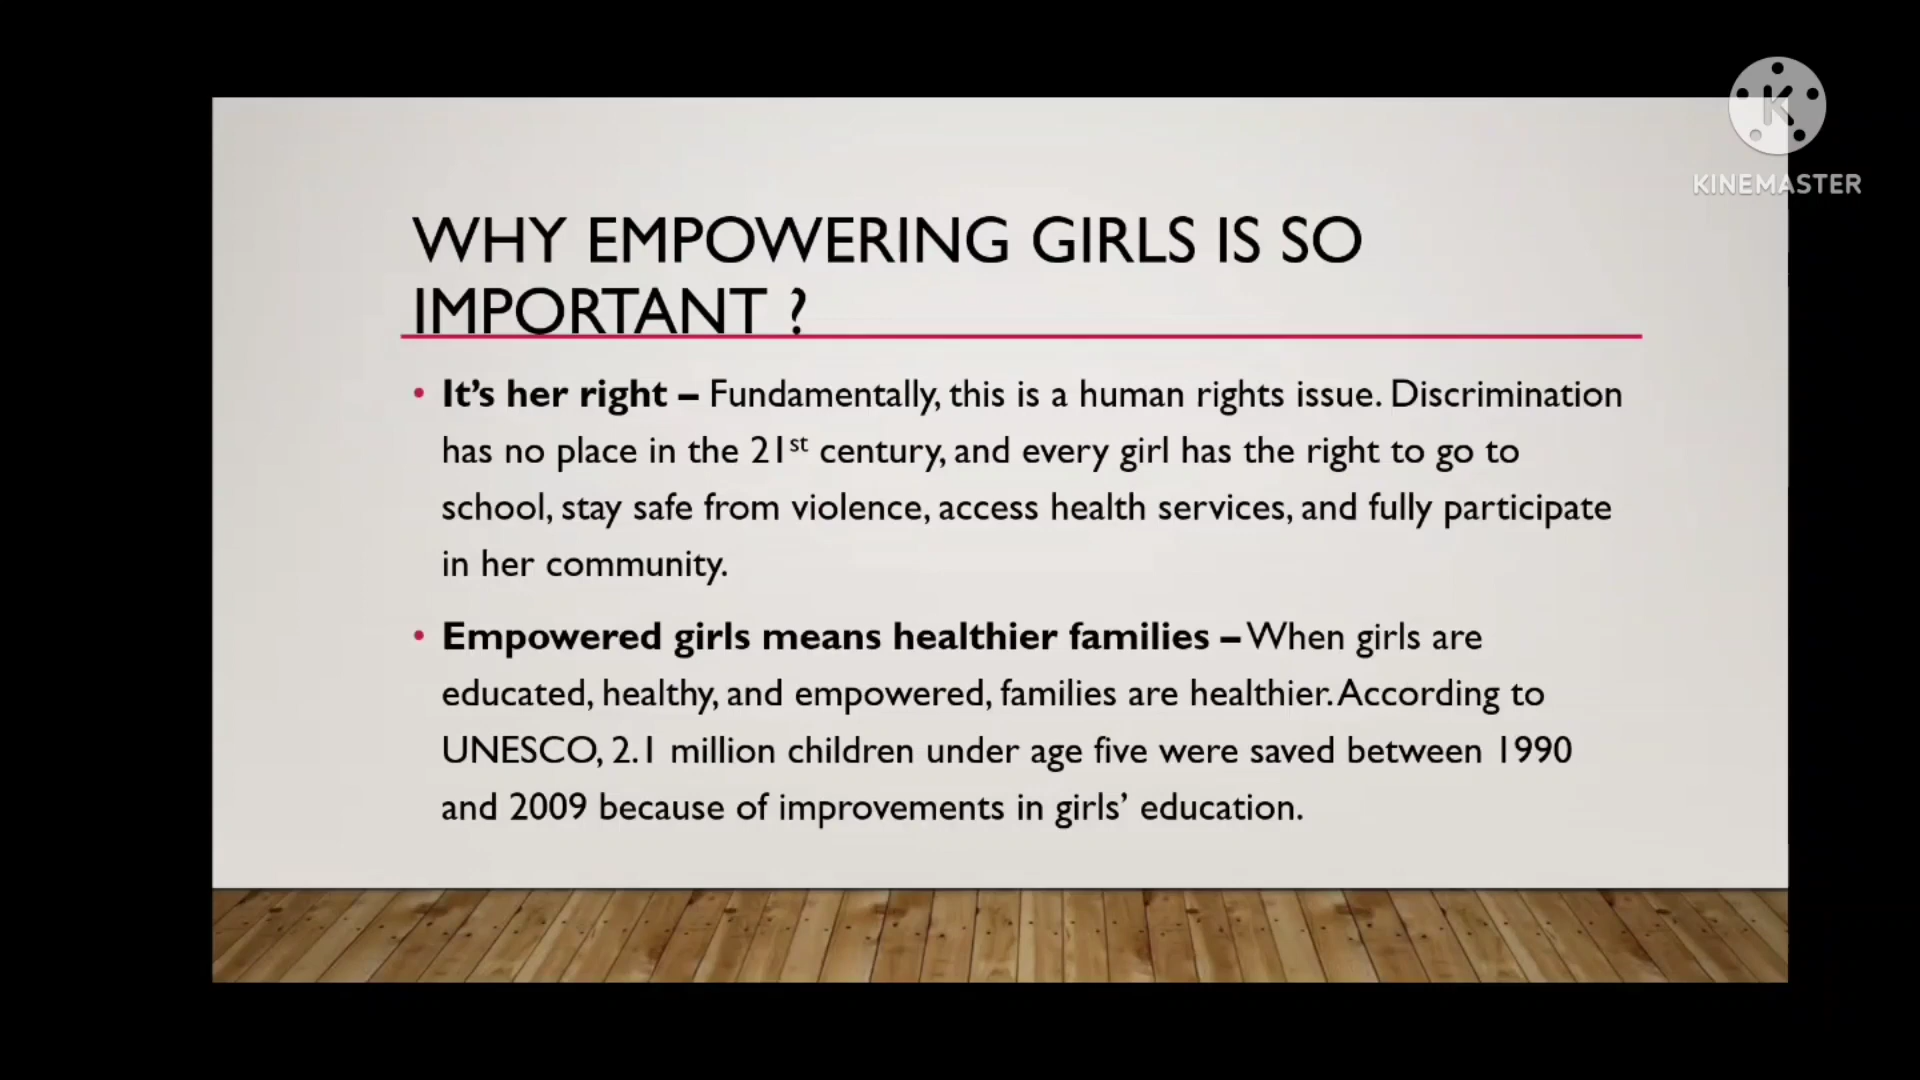 KINEMASTER
WHY EMPOWERING GIRLS IS SO
IMPORTANT ?
• It's her right – Fundamentally, this is a human rights issue. Discrimination
has no place in the 21st century, and every girl has the right to go to
school, stay safe from violence, access health services, and fully participate
in her community.
• Empowered girls means healthier families – When girls are
educated, healthy, and empowered, families are healthier. According to
UNESCO, 2.1 million children under age five were saved between 1990
and 2009 because of improvements in girls' education.